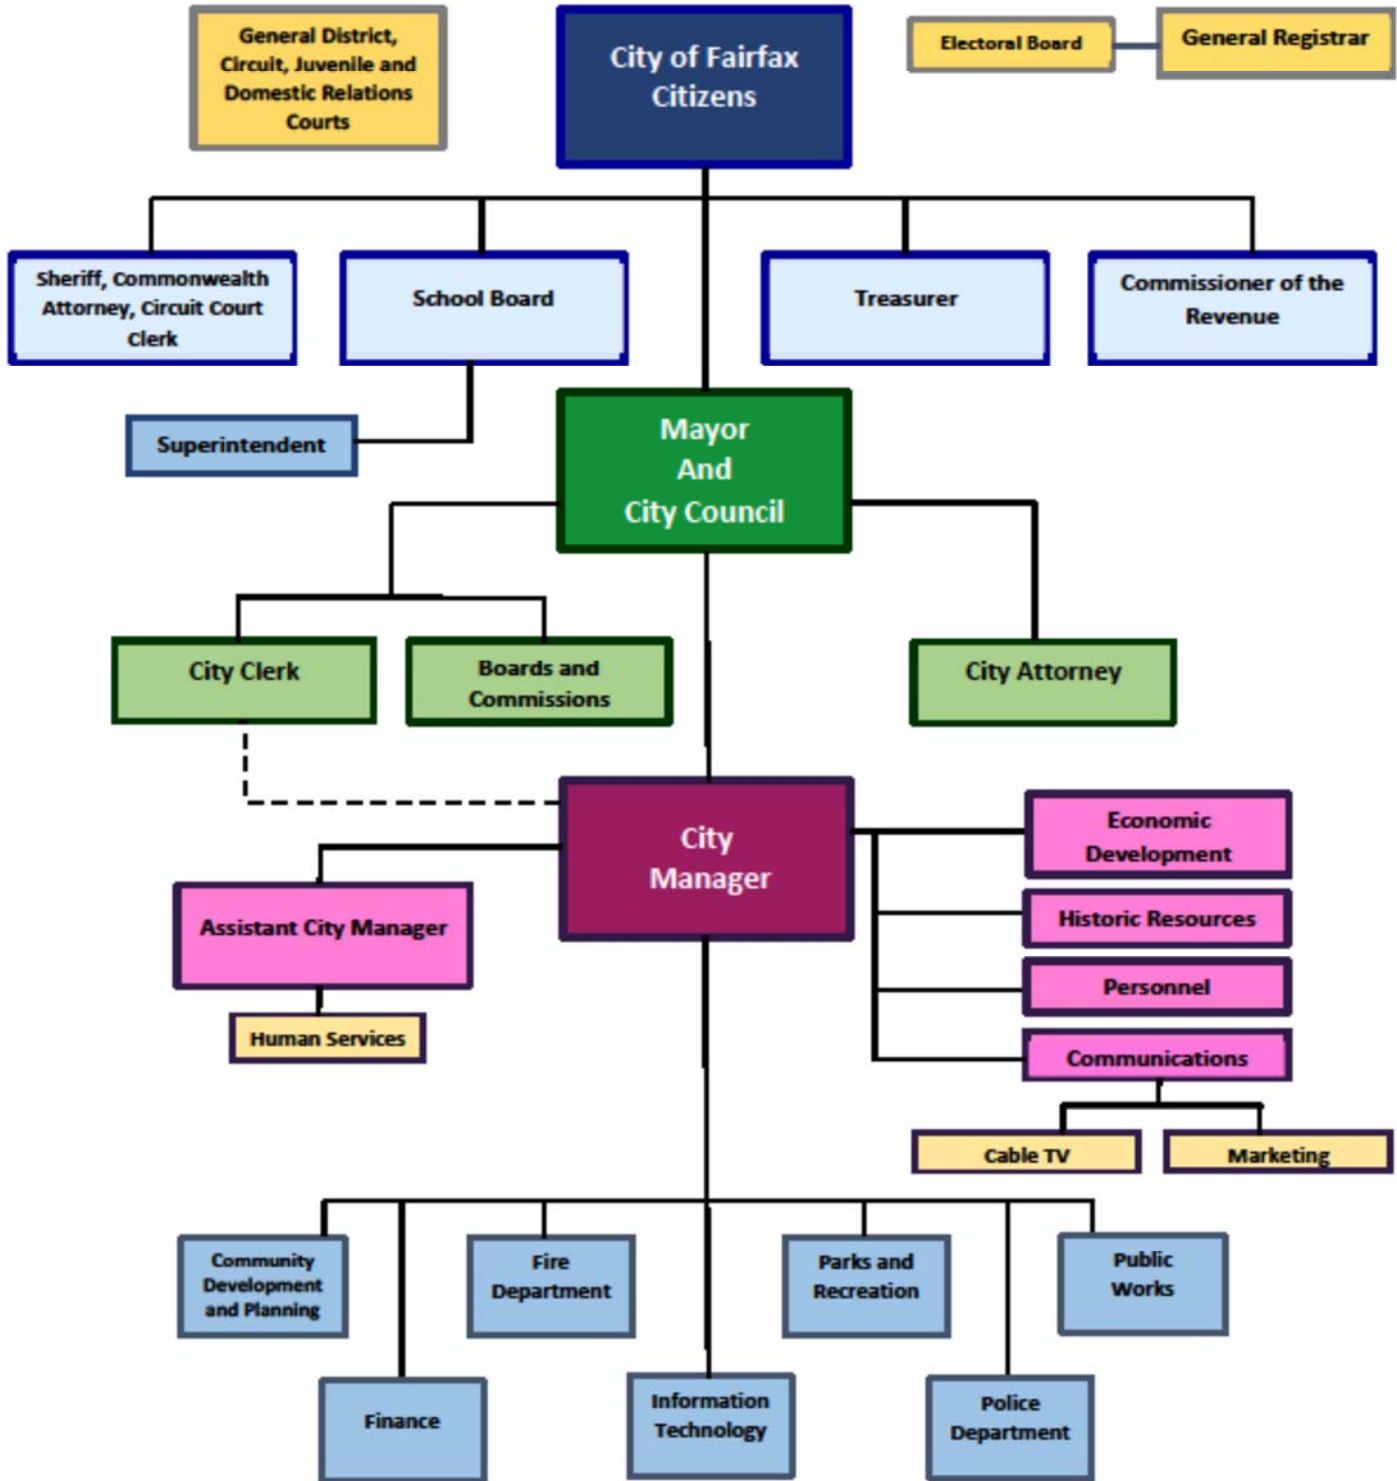 General District,
Circuit, Juvenile and
Domestic Relations
Courts
City of Fairfax
Citizens
Electoral Board
General Registrar
Sheriff, Commonwealth
Attorney, Circuit Court
Clerk
School Board
Treasurer
Commissioner of the
Revenue
Superintendent
Mayor
And
City Council
City Clerk
Boards and
Commissions
City Attorney
City
Manager
Economic
Development
Historic Resources
Personnel
Communications
Assistant City Manager
Human Services
Cable TV
Marketing
Community
Development
and Planning
Fire
Department
Parks and
Recreation
Public
Works
Finance
Information
Technology
Police
Department